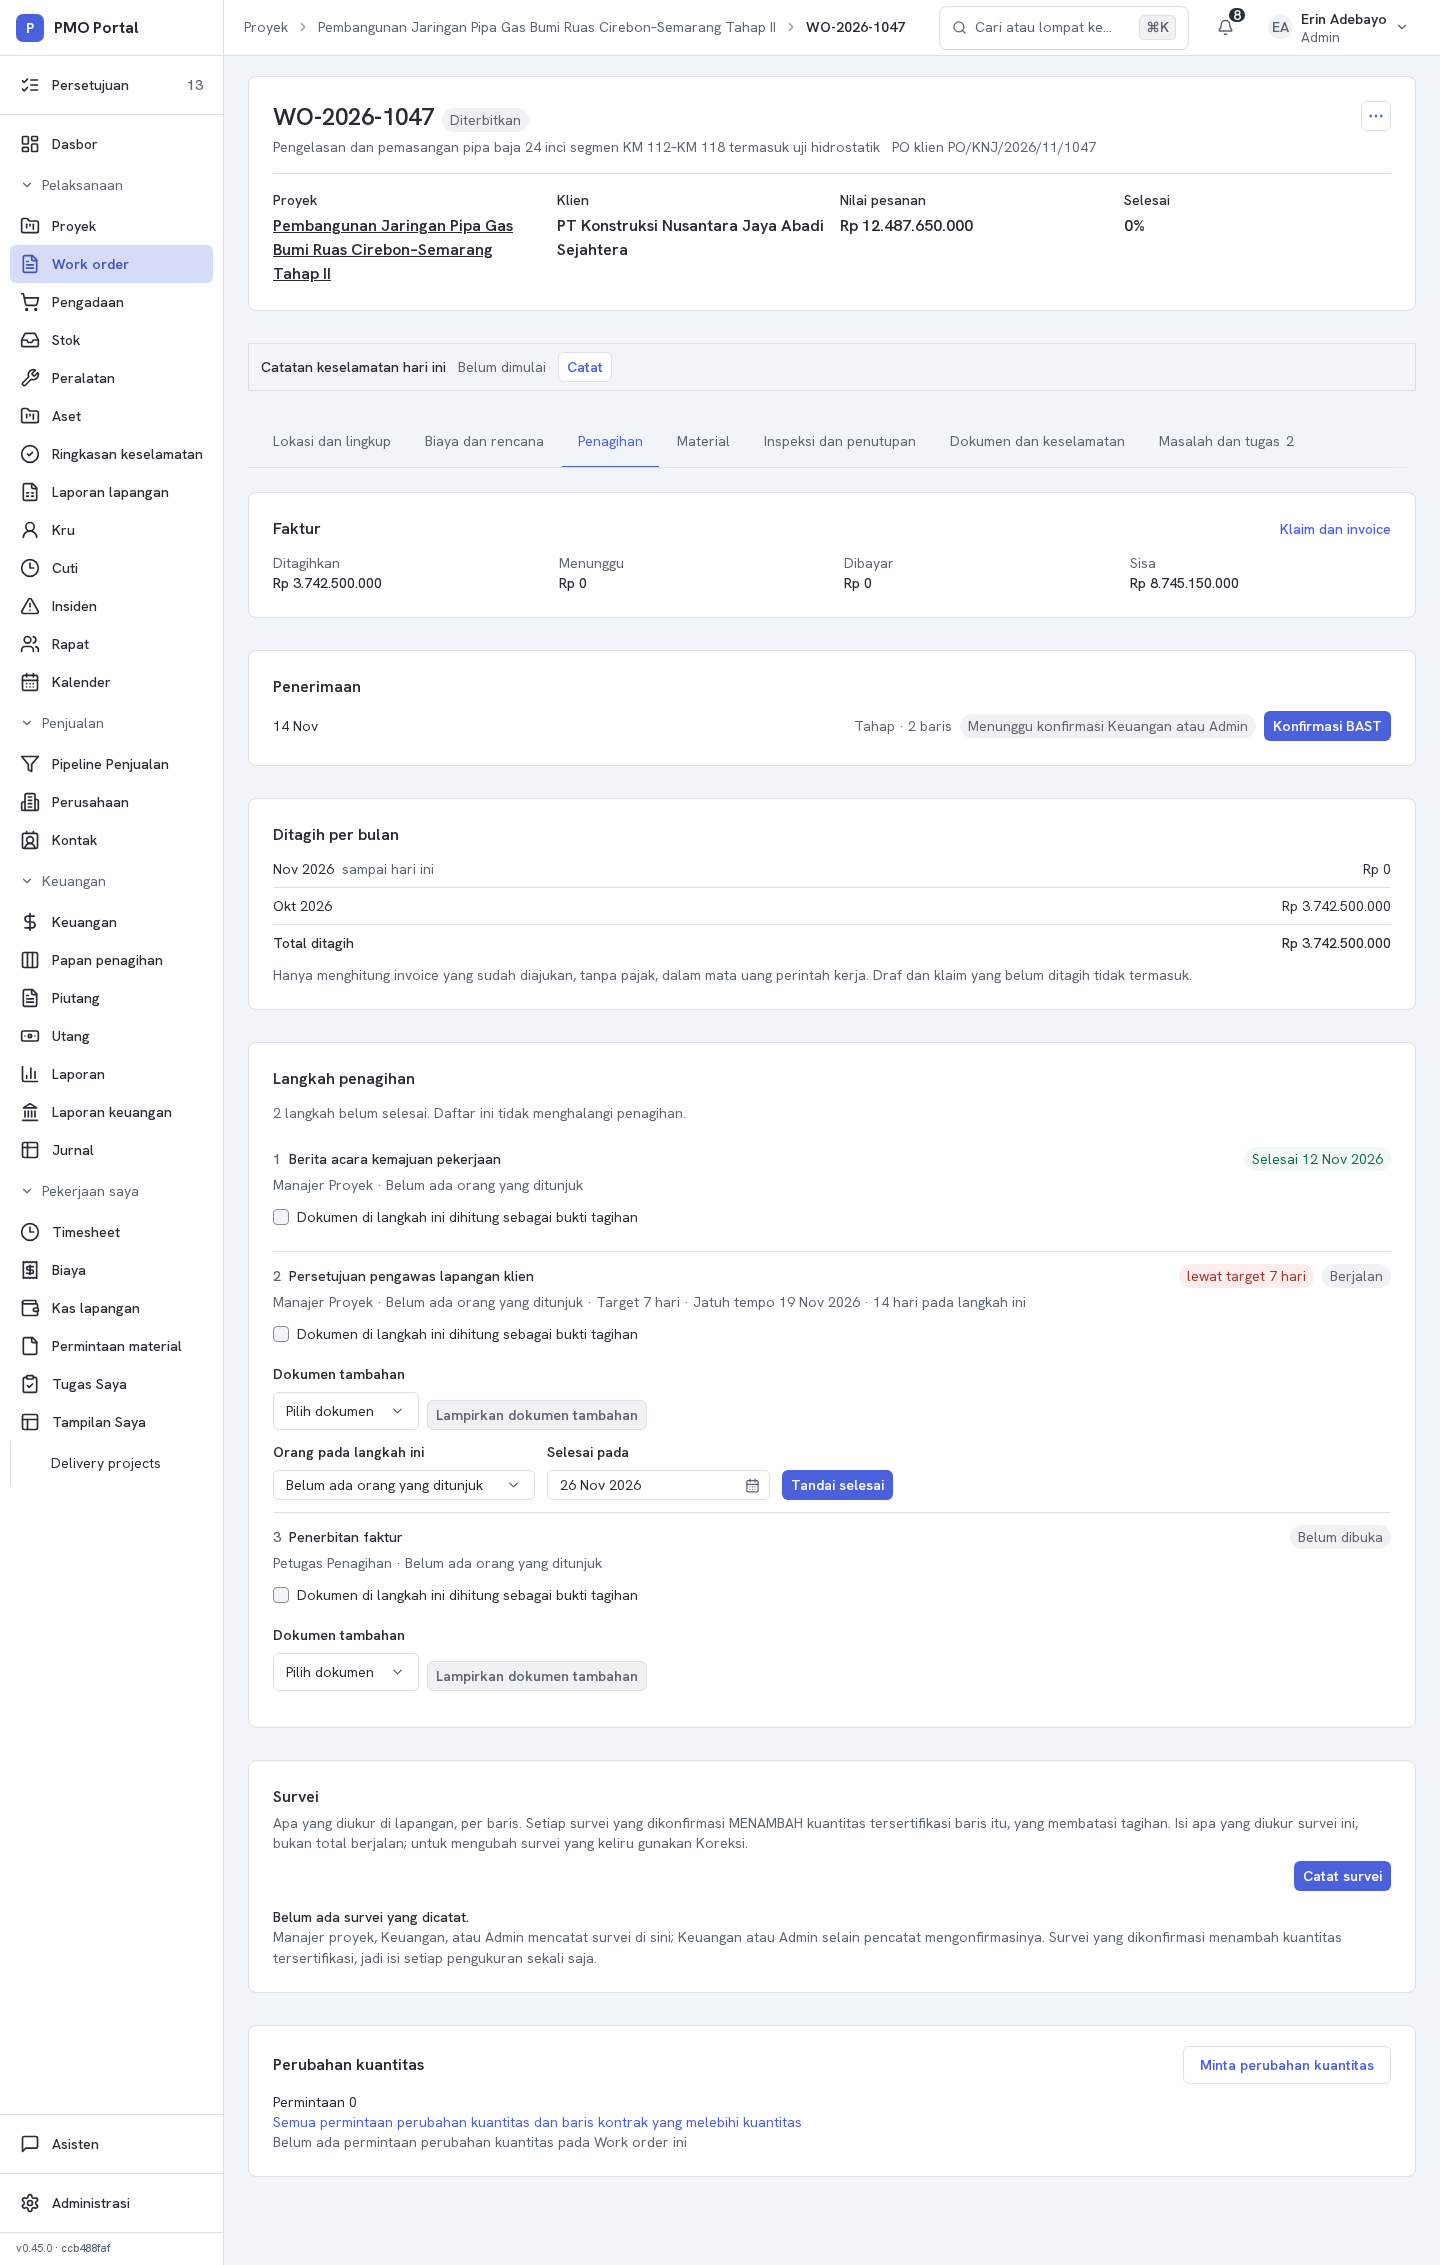 P PMO Portal
Proyek > Pembangunan Jaringan Pipa Gas Bumi Ruas Cirebon–Semarang Tahap II > WO-2026-1047
Cari atau lompat ke... ⌘K
8
EA
Erin Adebayo
Admin
Persetujuan 13
Dasbor
Pelaksanaan
Proyek
Work order
Pengadaan
Stok
Peralatan
Aset
Ringkasan keselamatan
Laporan lapangan
Kru
Cuti
Insiden
Rapat
Kalender
Penjualan
Pipeline Penjualan
Perusahaan
Kontak
Keuangan
Keuangan
Papan penagihan
Piutang
Utang
Laporan
Laporan keuangan
Jurnal
Pekerjaan saya
Timesheet
Biaya
Kas lapangan
Permintaan material
Tugas Saya
Tampilan Saya
Delivery projects
Asisten
Administrasi
v0.45.0 · ccb488faf
WO-2026-1047 Diterbitkan
Pengelasan dan pemasangan pipa baja 24 inci segmen KM 112–KM 118 termasuk uji hidrostatik PO klien PO/KNJ/2026/11/1047
Proyek
Pembangunan Jaringan Pipa Gas
Bumi Ruas Cirebon–Semarang
Tahap II
Klien
PT Konstruksi Nusantara Jaya Abadi
Sejahtera
Nilai pesanan
Rp 12.487.650.000
Selesai
0%
Catatan keselamatan hari ini Belum dimulai Catat
Lokasi dan lingkup Biaya dan rencana Penagihan Material Inspeksi dan penutupan Dokumen dan keselamatan Masalah dan tugas 2
Faktur Klaim dan invoice
Ditagihkan Menunggu Dibayar Sisa
Rp 3.742.500.000 Rp 0 Rp 0 Rp 8.745.150.000
Penerimaan
14 Nov Tahap · 2 baris Menunggu konfirmasi Keuangan atau Admin Konfirmasi BAST
Ditagih per bulan
Nov 2026 sampai hari ini Rp 0
Okt 2026 Rp 3.742.500.000
Total ditagih Rp 3.742.500.000
Hanya menghitung invoice yang sudah diajukan, tanpa pajak, dalam mata uang perintah kerja. Draf dan klaim yang belum ditagih tidak termasuk.
Langkah penagihan
2 langkah belum selesai. Daftar ini tidak menghalangi penagihan.
1 Berita acara kemajuan pekerjaan Selesai 12 Nov 2026
Manajer Proyek · Belum ada orang yang ditunjuk
Dokumen di langkah ini dihitung sebagai bukti tagihan
2 Persetujuan pengawas lapangan klien lewat target 7 hari Berjalan
Manajer Proyek · Belum ada orang yang ditunjuk · Target 7 hari · Jatuh tempo 19 Nov 2026 · 14 hari pada langkah ini
Dokumen di langkah ini dihitung sebagai bukti tagihan
Dokumen tambahan
Pilih dokumen Lampirkan dokumen tambahan
Orang pada langkah ini Selesai pada
Belum ada orang yang ditunjuk 26 Nov 2026 Tandai selesai
3 Penerbitan faktur Belum dibuka
Petugas Penagihan · Belum ada orang yang ditunjuk
Dokumen di langkah ini dihitung sebagai bukti tagihan
Dokumen tambahan
Pilih dokumen Lampirkan dokumen tambahan
Survei
Apa yang diukur di lapangan, per baris. Setiap survei yang dikonfirmasi MENAMBAH kuantitas tersertifikasi baris itu, yang membatasi tagihan. Isi apa yang diukur survei ini,
bukan total berjalan; untuk mengubah survei yang keliru gunakan Koreksi.
Catat survei
Belum ada survei yang dicatat.
Manajer proyek, Keuangan, atau Admin mencatat survei di sini; Keuangan atau Admin selain pencatat mengonfirmasinya. Survei yang dikonfirmasi menambah kuantitas
tersertifikasi, jadi isi setiap pengukuran sekali saja.
Perubahan kuantitas Minta perubahan kuantitas
Permintaan 0
Semua permintaan perubahan kuantitas dan baris kontrak yang melebihi kuantitas
Belum ada permintaan perubahan kuantitas pada Work order ini